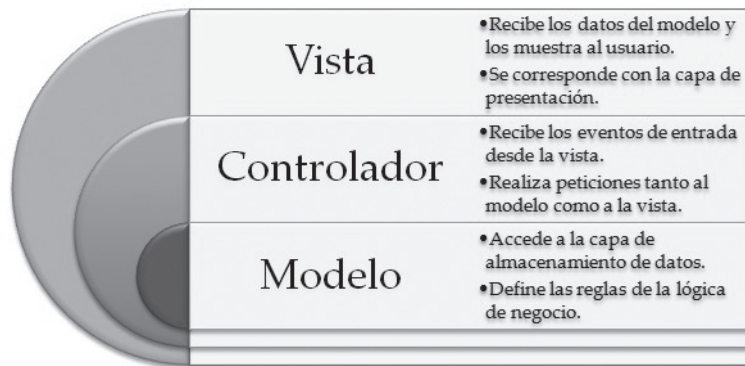 Vista
•Recibe los datos del modelo y
los muestra al usuario.
•Se corresponde con la capa de
presentación.
Controlador
•Recibe los eventos de entrada
desde la vista.
•Realiza peticiones tanto al
modelo como a la vista.
Modelo
•Accede a la capa de
almacenamiento de datos.
•Define las reglas de la lógica
de negocio.